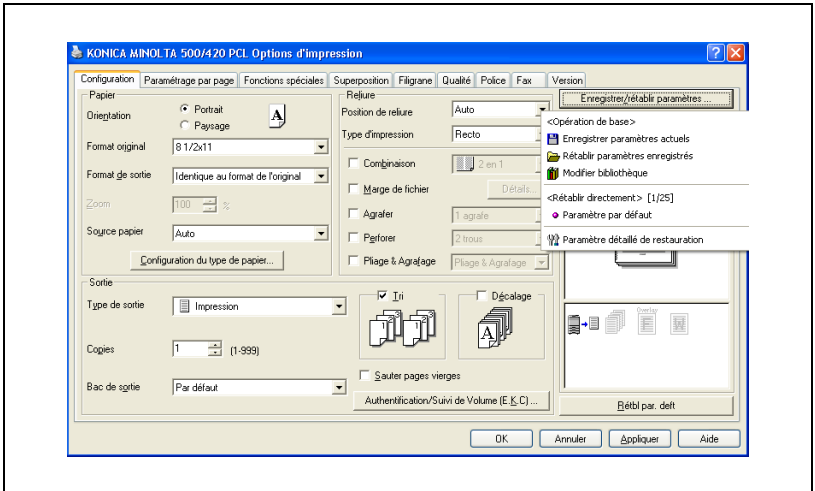 KONICA MINOLTA 500/420 PCL Options d'impression
Configuration Paramétrage par page Fonctions spéciales Superposition Filigrane Qualité Police Fax Version
Papier
Orientation
Portrait
Paysage
A
Format original
8 1/2x11
Format de sortie
Identique au format de l'original
Zoom
100 %
Source papier
Auto
Configuration du type de papier...
Reliure
Position de reliure
Auto
Type d'impression
Recto
Combinaison
2 en 1
Marge de fichier
Détails...
Agrafer
1 agrafe
Perforer
2 trous
Pliage & Agrafage
Pliage & Agrafage
Enregistrer/rétablir paramètres ...
<Opération de base>
Enregistrer paramètres actuels
Rétablir paramètres enregistrés
Modifier bibliothèque
<Rétablir directement> [1/25]
Paramètre par défaut
Paramètre détaillé de restauration
Sortie
Type de sortie
Impression
Copies
1
(1-999)
Bac de sortie
Par défaut
Tri
1 2 3
1 2 3
Décalage
A
Sauter pages vierges
Authentification/Suivi de Volume (E.K.C) ...
Overlay
Rétbl par. deft
OK Annuler Appliquer Aide